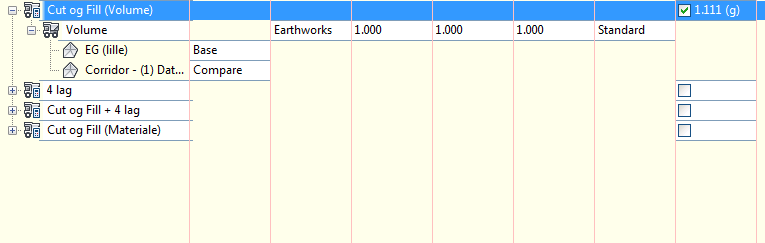 Cut og Fill (Volume) 1.111 (g)
Volume Earthworks 1.000 1.000 1.000 Standard
EG (lille) Base
Corridor - (1) Dat... Compare
4 lag
Cut og Fill + 4 lag
Cut og Fill (Materiale)